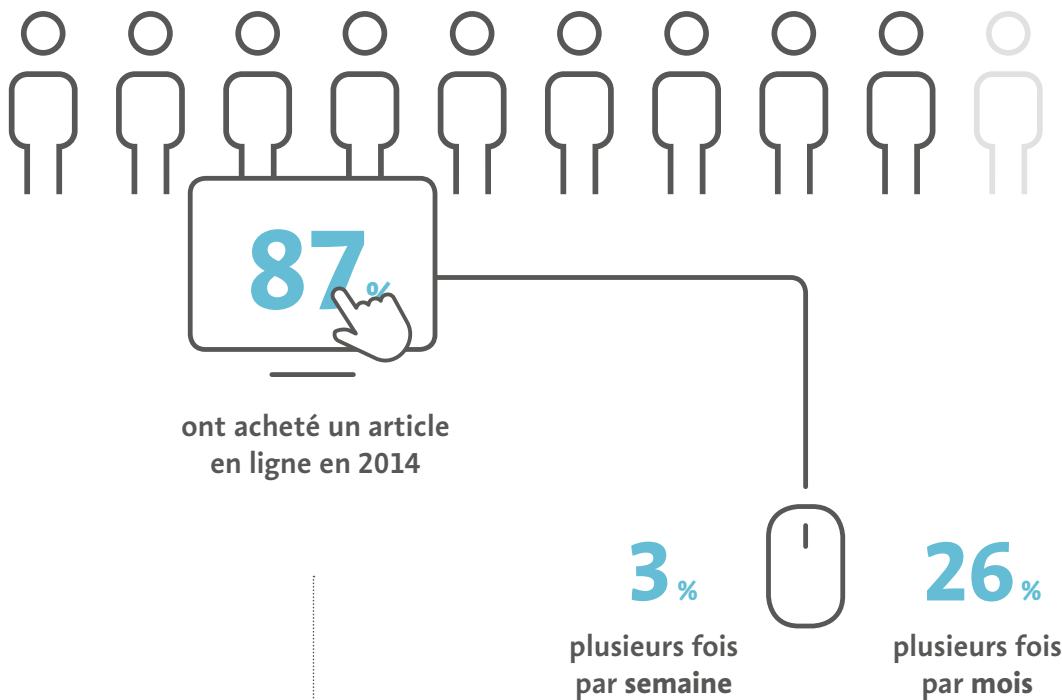 87 %
ont acheté un article
en ligne en 2014
3 %
plusieurs fois
par semaine
26 %
plusieurs fois
par mois